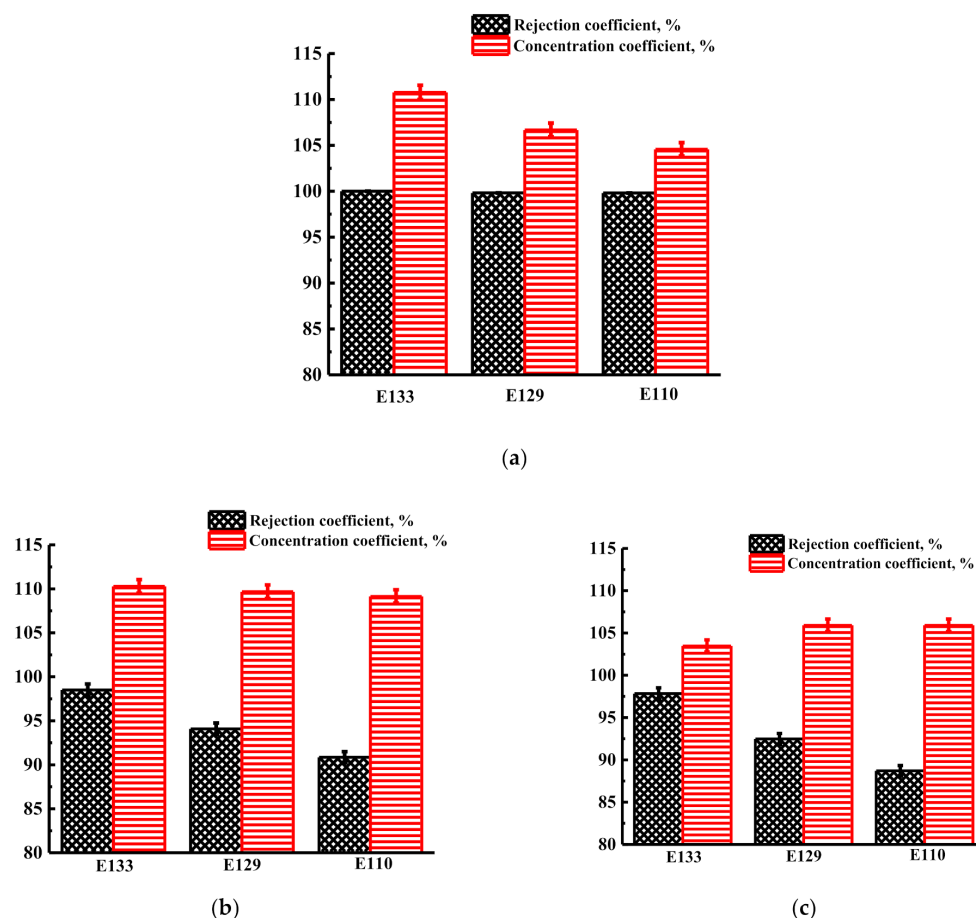 Rejection coefficient, %
Concentration coefficient, %
115
110
105
100
95
90
85
80
E133 E129 E110
(a)
Rejection coefficient, %
Concentration coefficient, %
115
110
105
100
95
90
85
80
E133 E129 E110
(b)
Rejection coefficient, %
Concentration coefficient, %
115
110
105
100
95
90
85
80
E133 E129 E110
(c)